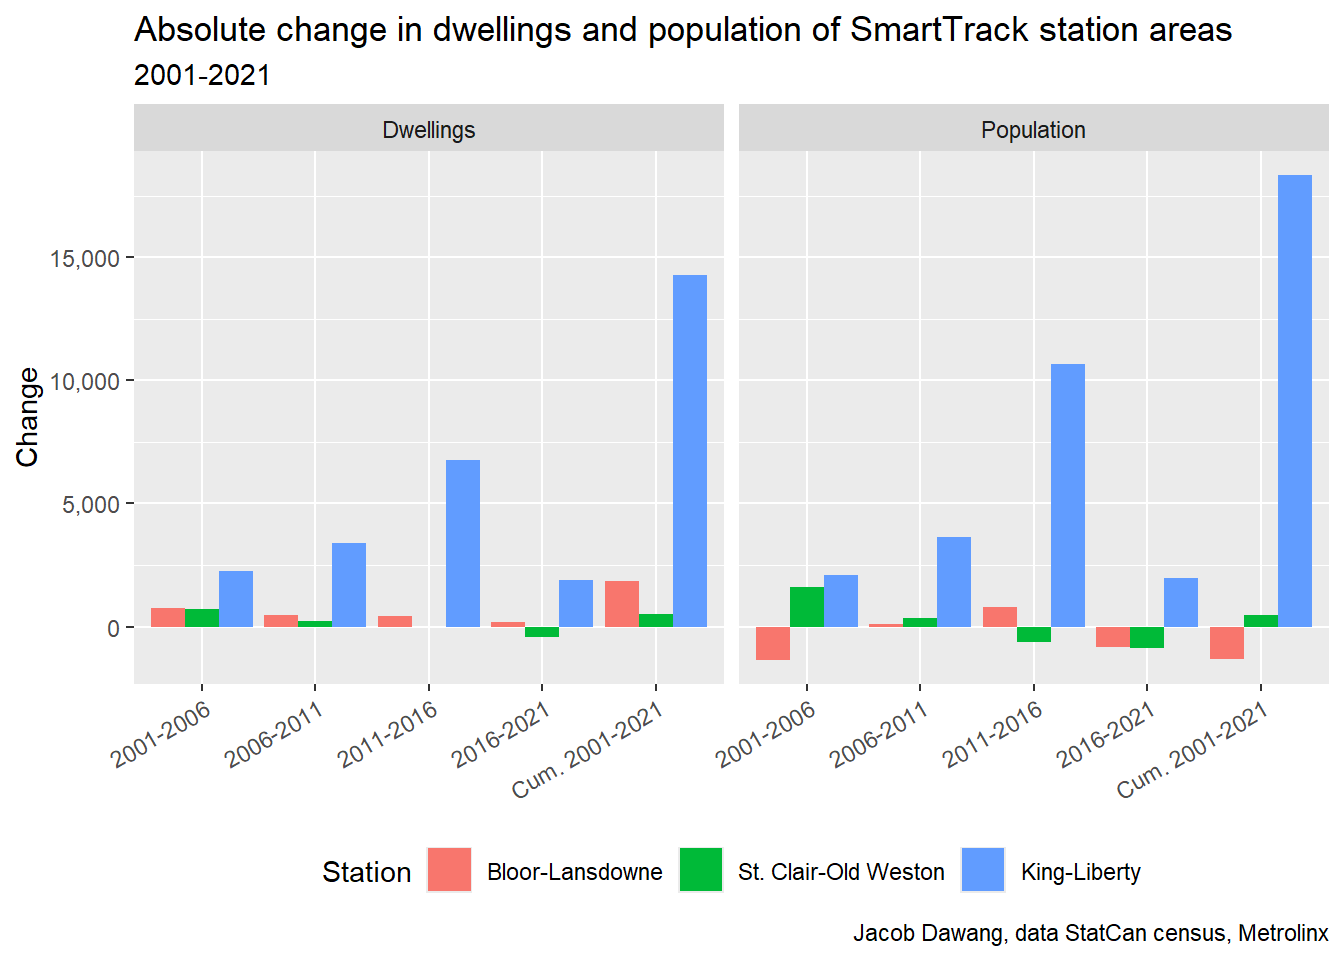 Absolute change in dwellings and population of SmartTrack station areas
2001-2021
Dwellings
Population
Change
15,000
10,000
5,000
0
2001-2006
2006-2011
2011-2016
2016-2021
Cum. 2001-2021
2001-2006
2006-2011
2011-2016
2016-2021
Cum. 2001-2021
Station
Bloor-Lansdowne
St. Clair-Old Weston
King-Liberty
Jacob Dawang, data StatCan census, Metrolinx